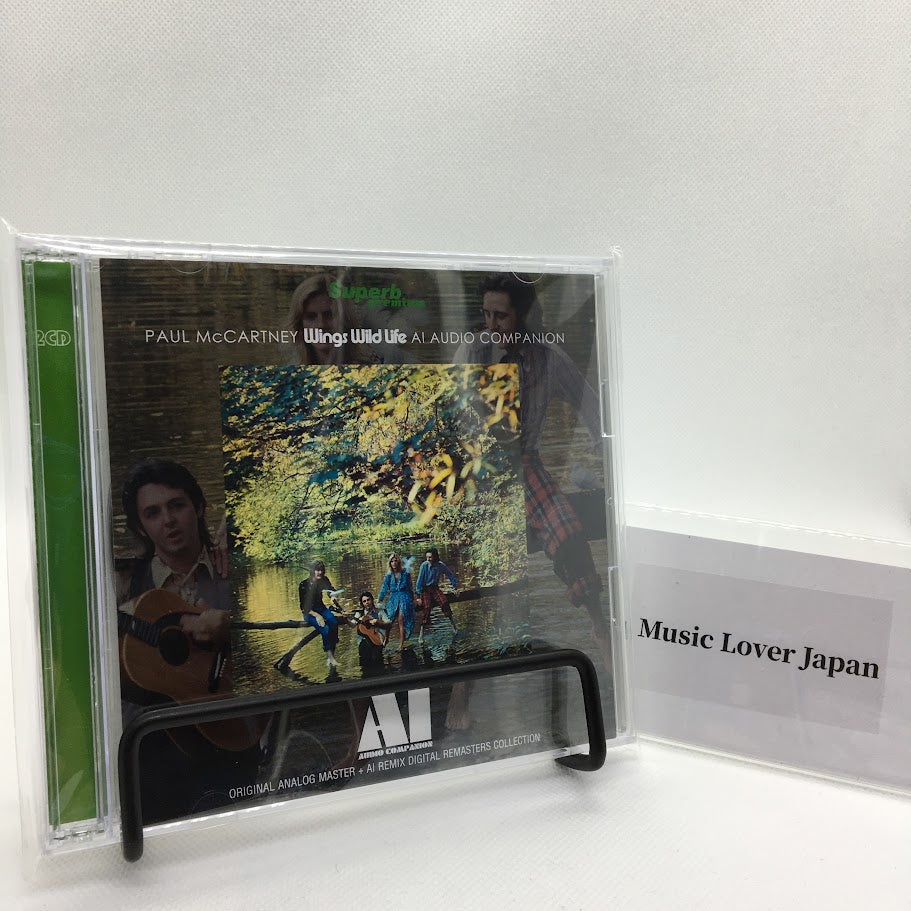 Superb
Premium
2CD
PAUL McCARTNEY Wings Wild Life AI AUDIO COMPANION
AI
AUDIO COMPANION
ORIGINAL ANALOG MASTER + AI REMIX DIGITAL REMASTERS COLLECTION
Music Lover Japan